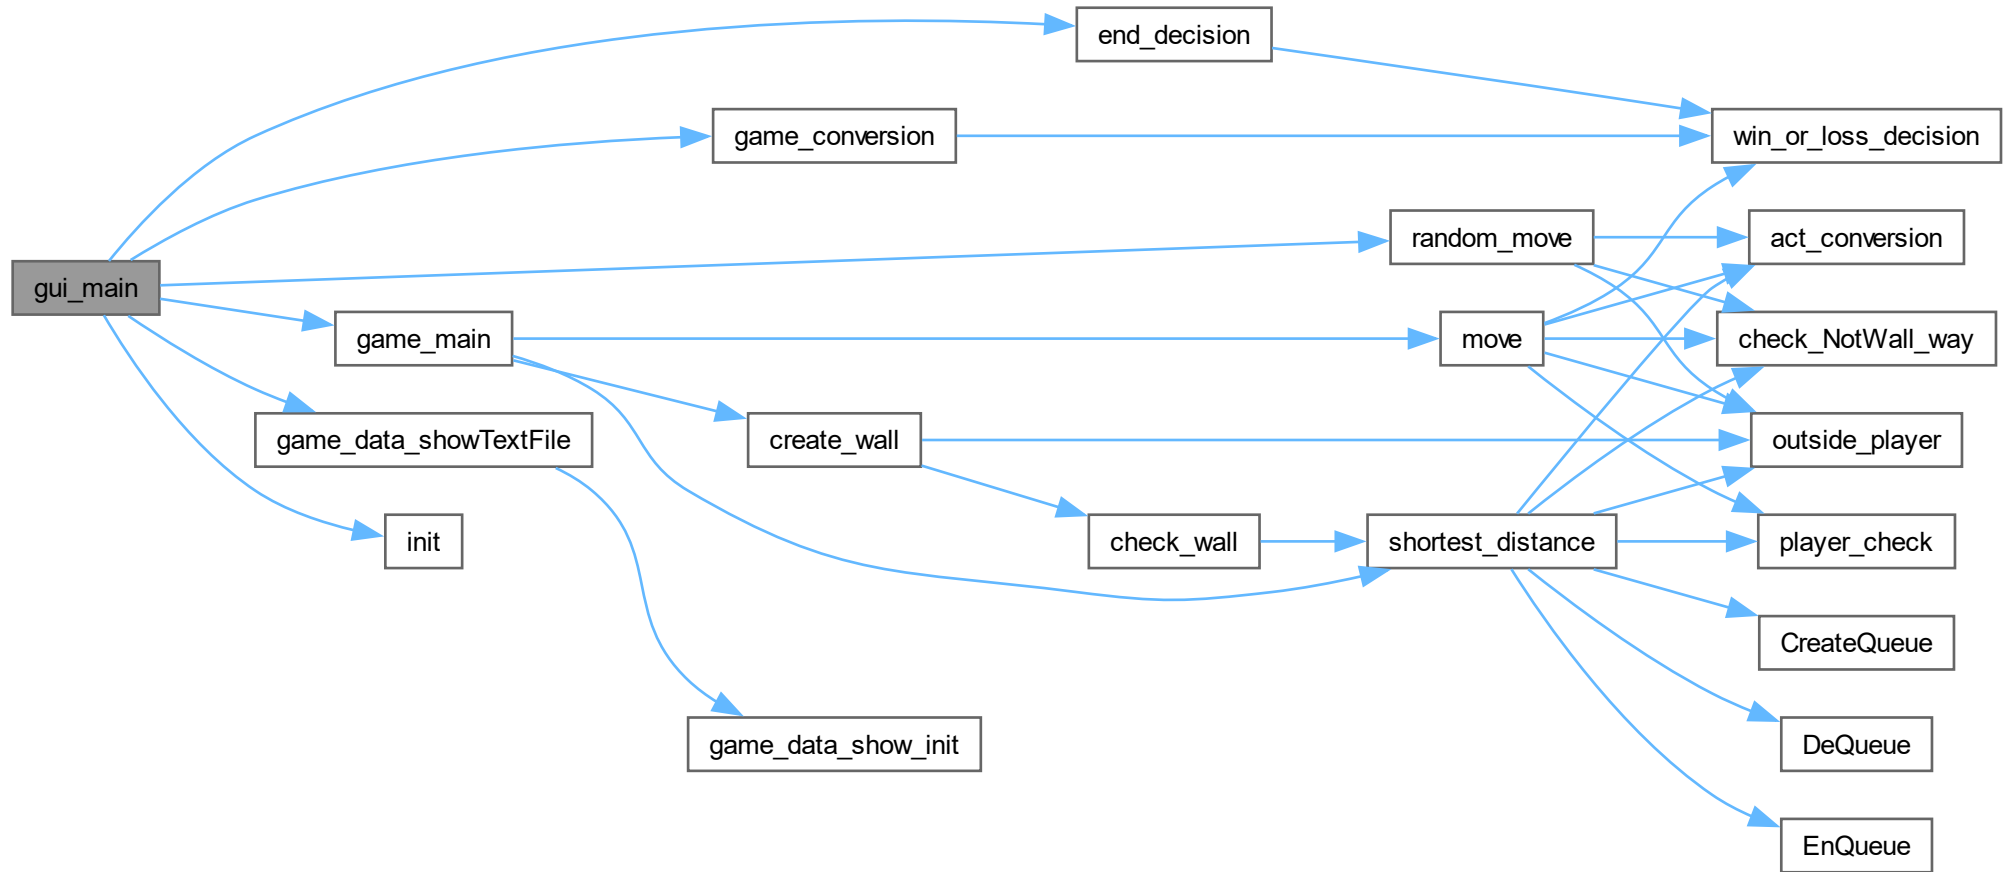 end_decision
game_conversion
win_or_loss_decision
random_move
act_conversion
gui_main
game_main
move
check_NotWall_way
game_data_showTextFile
create_wall
outside_player
init
check_wall
shortest_distance
player_check
CreateQueue
game_data_show_init
DeQueue
EnQueue